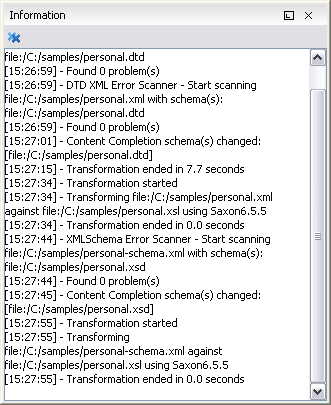 Information
file:/C:/samples/personal.dtd
[15:26:59] - Found 0 problem(s)
[15:26:59] - DTD XML Error Scanner - Start scanning
file:/C:/samples/personal.xml with schema(s):
file:/C:/samples/personal.dtd
[15:26:59] - Found 0 problem(s)
[15:27:01] - Content Completion schema(s) changed:
[file:/C:/samples/personal.dtd]
[15:27:15] - Transformation ended in 7.7 seconds
[15:27:34] - Transformation started
[15:27:34] - Transforming file:/C:/samples/personal.xml
against file:/C:/samples/personal.xsl using Saxon6.5.5
[15:27:34] - Transformation ended in 0.0 seconds
[15:27:44] - XMLSchema Error Scanner - Start scanning
file:/C:/samples/personal-schema.xml with schema(s):
file:/C:/samples/personal.xsd
[15:27:44] - Found 0 problem(s)
[15:27:45] - Content Completion schema(s) changed:
[file:/C:/samples/personal.xsd]
[15:27:55] - Transformation started
[15:27:55] - Transforming
file:/C:/samples/personal-schema.xml against
file:/C:/samples/personal.xsl using Saxon6.5.5
[15:27:55] - Transformation ended in 0.0 seconds